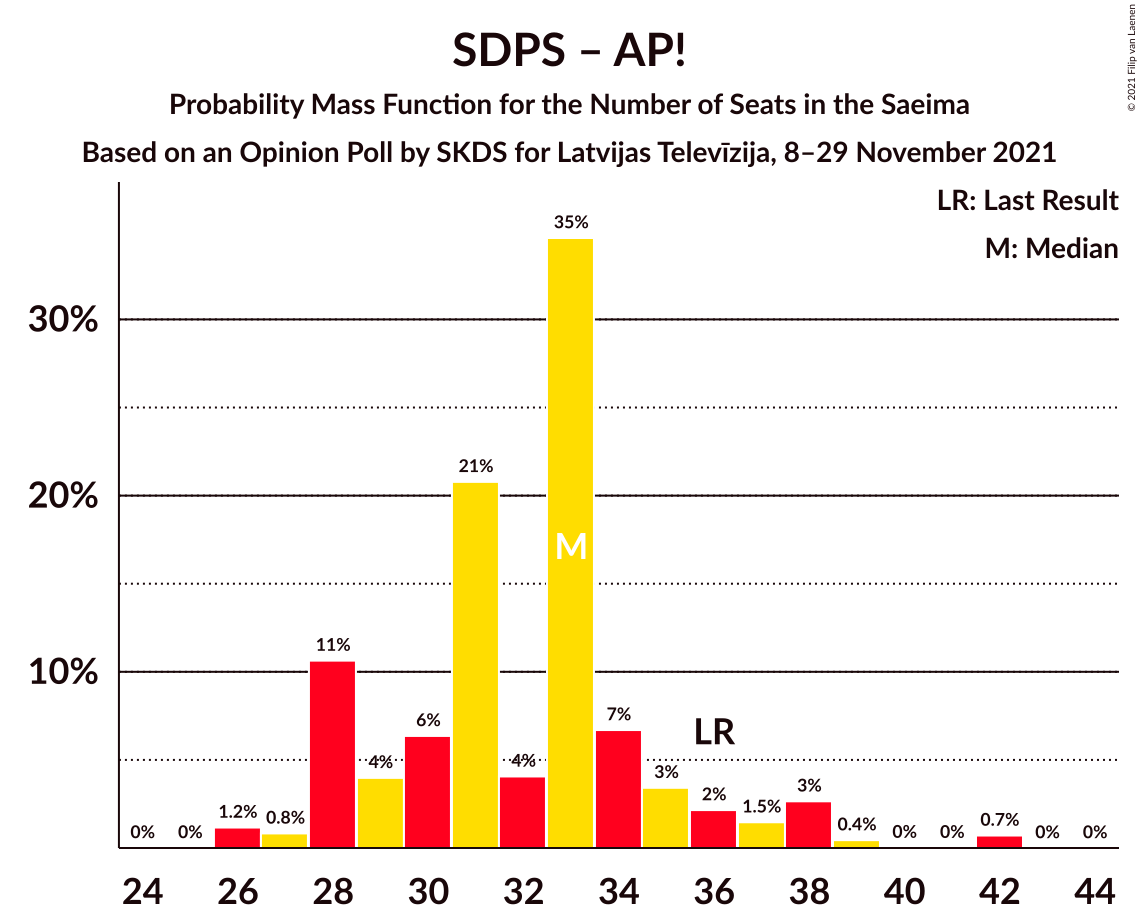 SDPS – AP!
Probability Mass Function for the Number of Seats in the Saeima
Based on an Opinion Poll by SKDS for Latvijas Televīzija, 8–29 November 2021
© 2021 Filip van Laenen
LR: Last Result
M: Median
30%
20%
10%
0% 0% 1.2% 0.8% 11% 4% 6% 21% 4% 35% 7% 3% 2% 1.5% 3% 0.4% 0% 0% 0.7% 0% 0%
M
LR
24 26 28 30 32 34 36 38 40 42 44